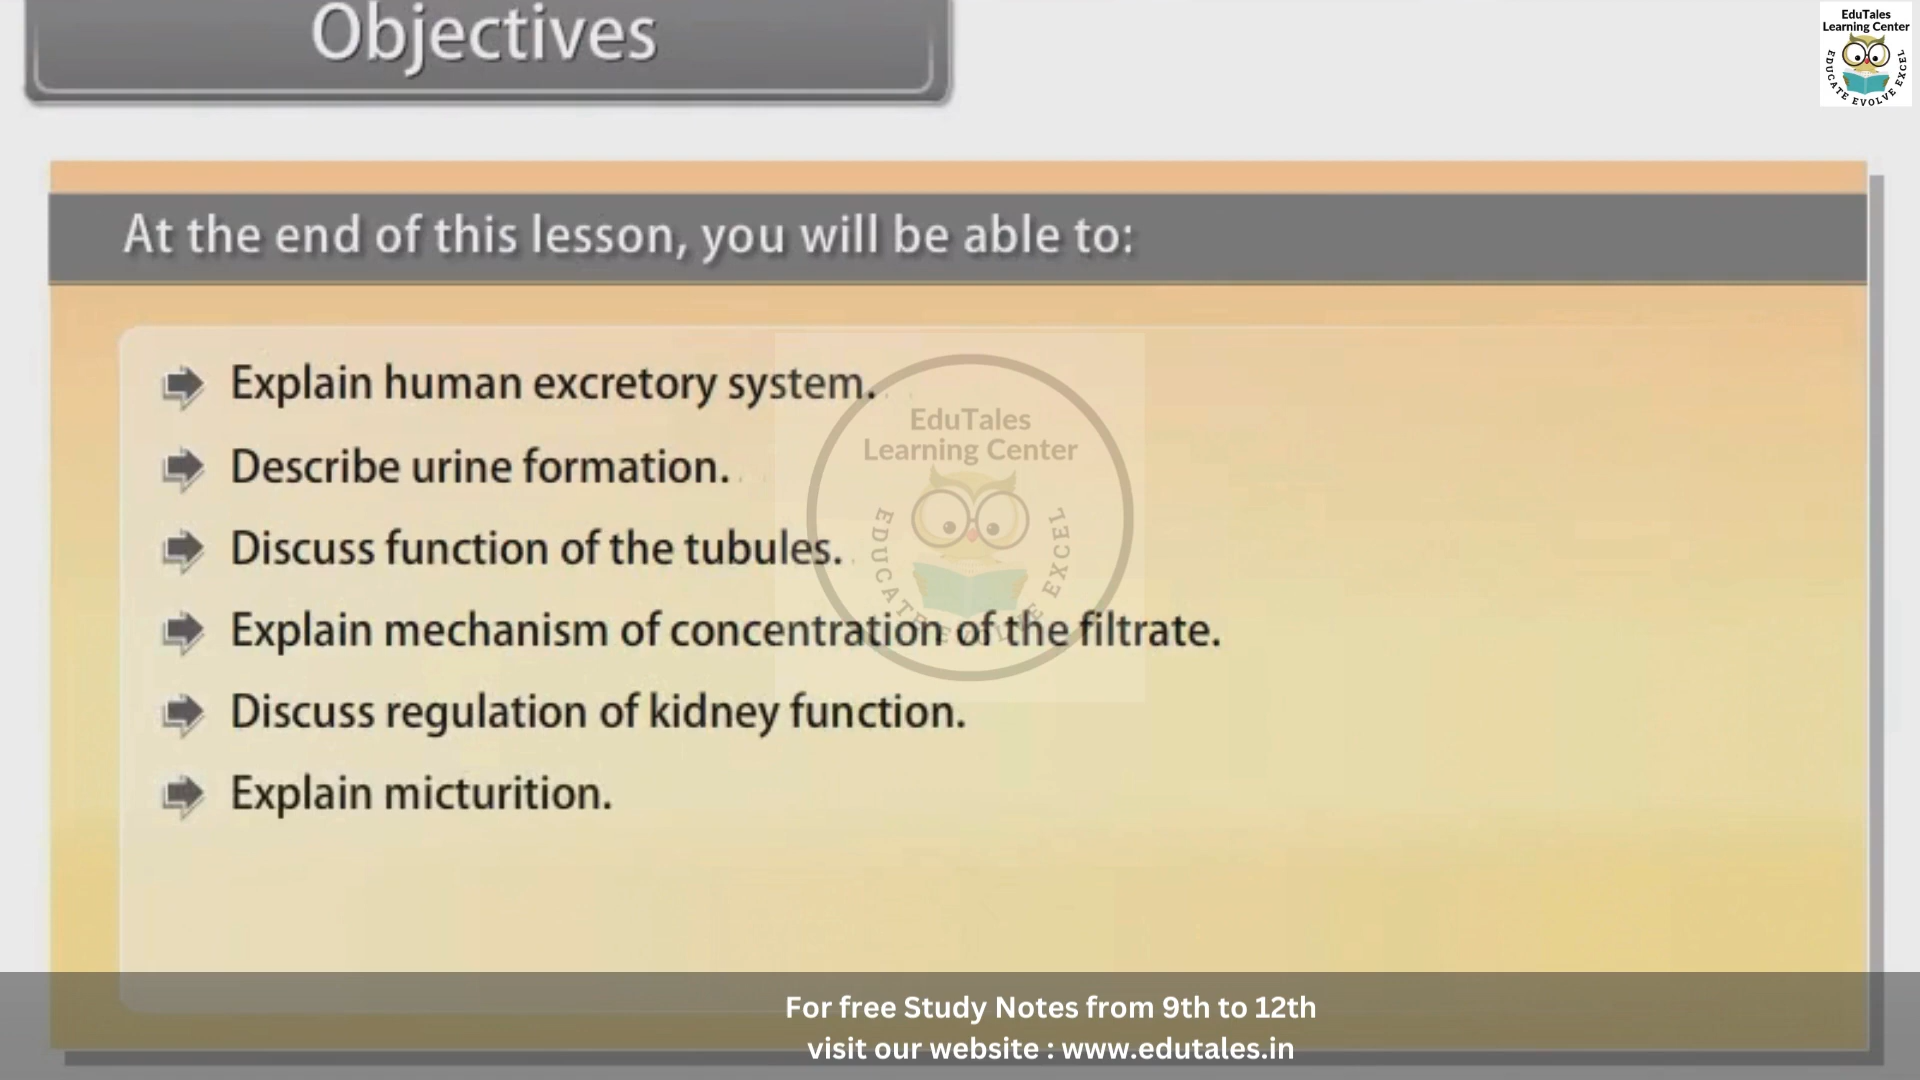 Objectives
EduTales
Learning Center
EDUCATE EVOLVE EXCEL
At the end of this lesson, you will be able to:
Explain human excretory system.
Describe urine formation.
Discuss function of the tubules.
Explain mechanism of concentration of the filtrate.
Discuss regulation of kidney function.
Explain micturition.
EduTales
Learning Center
EDUCATE EVOLVE EXCEL
For free Study Notes from 9th to 12th
visit our website : www.edutales.in